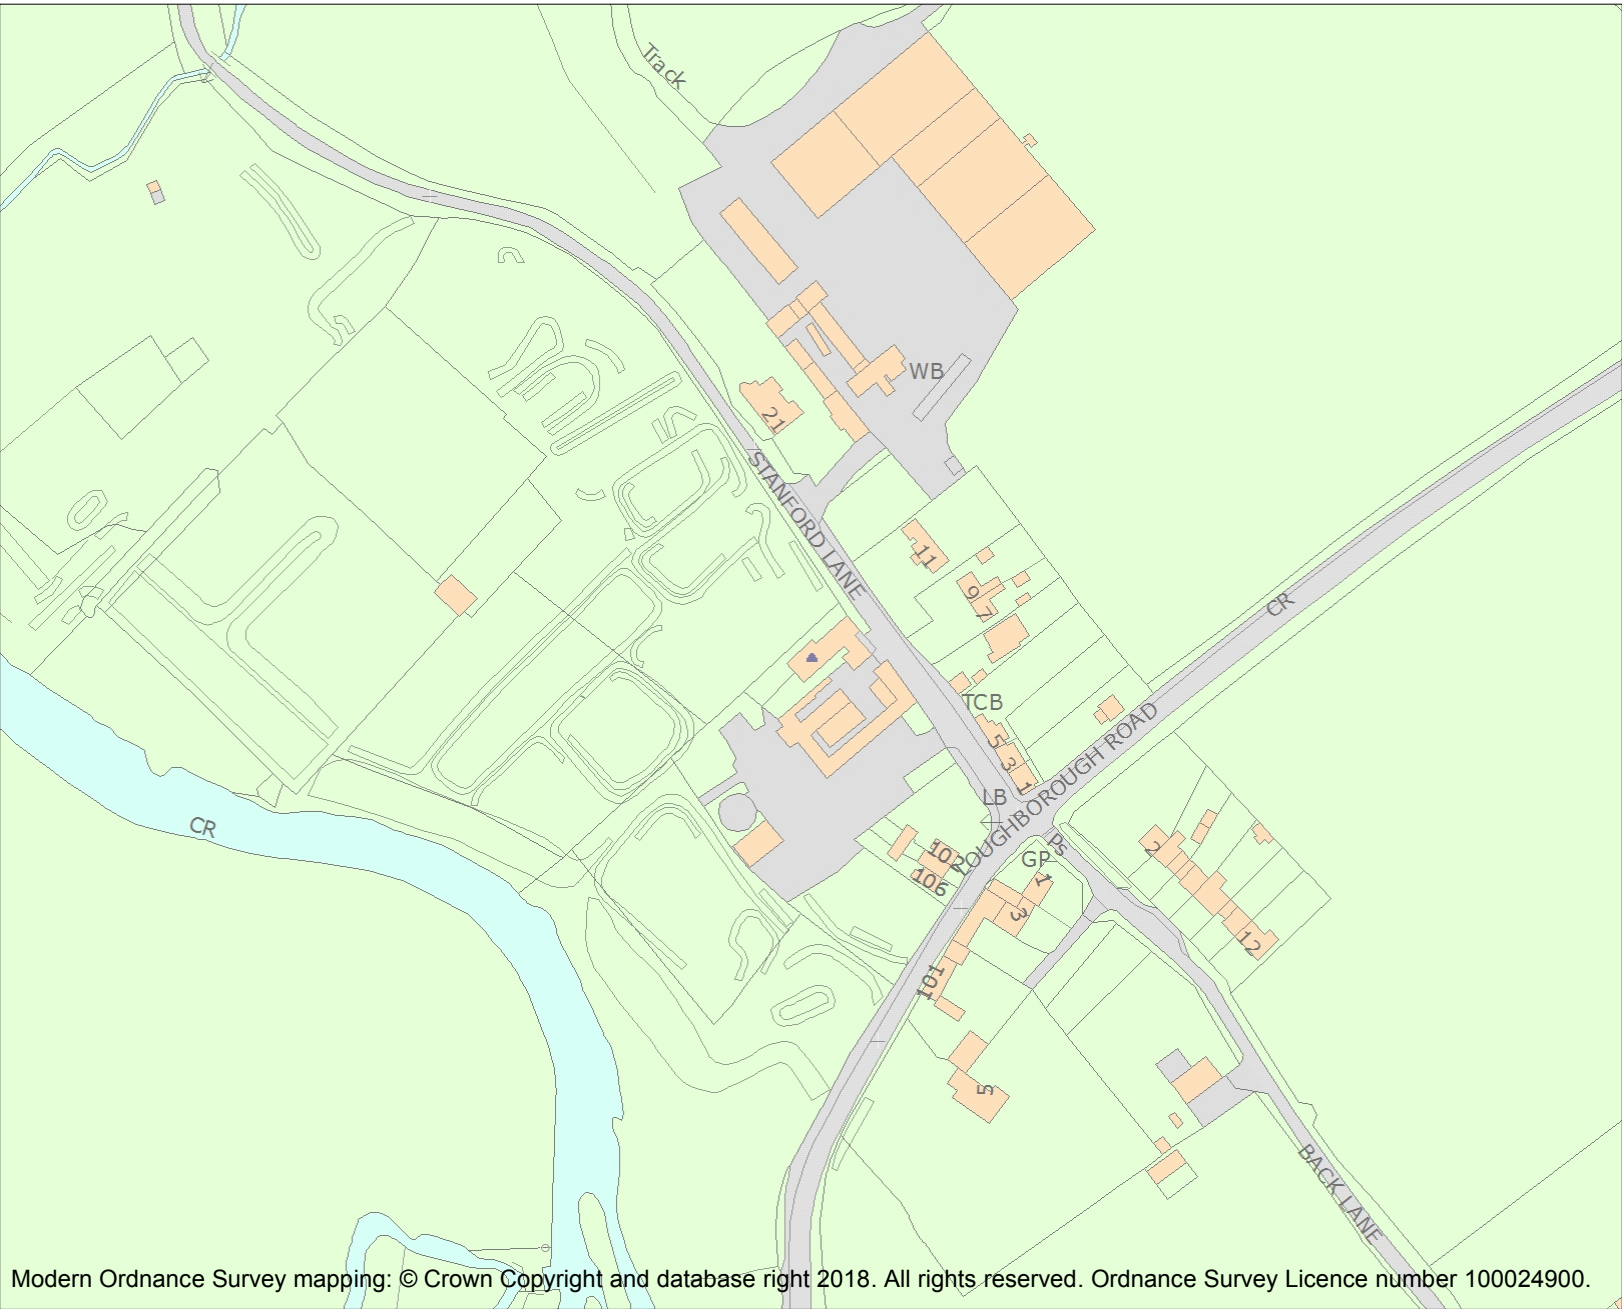 Track
WB
21
STANFORD LANE
11
9
7
CR
TCB
5
3
1
LOUGHBOROUGH ROAD
LB
CR
102
106
GP
Ps
1
3
2
12
101
5
BACK LANE
Modern Ordnance Survey mapping: © Crown Copyright and database right 2018. All rights reserved. Ordnance Survey Licence number 100024900.